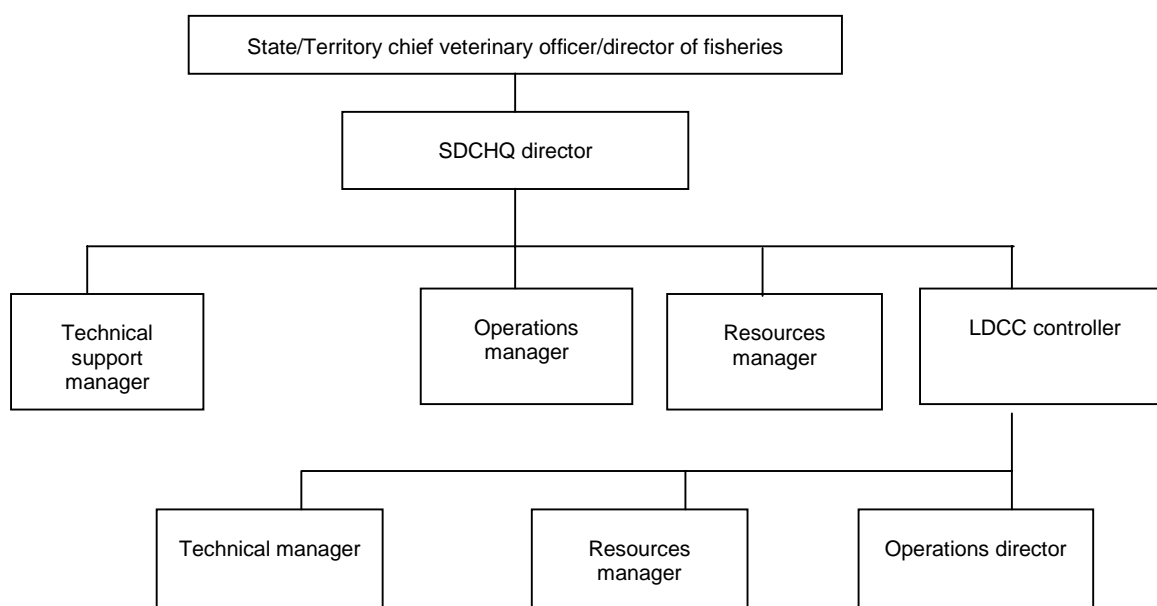 State/Territory chief veterinary officer/director of fisheries
SDCHQ director
Technical
support
manager
Operations
manager
Resources
manager
LDCC controller
Technical manager
Resources
manager
Operations director